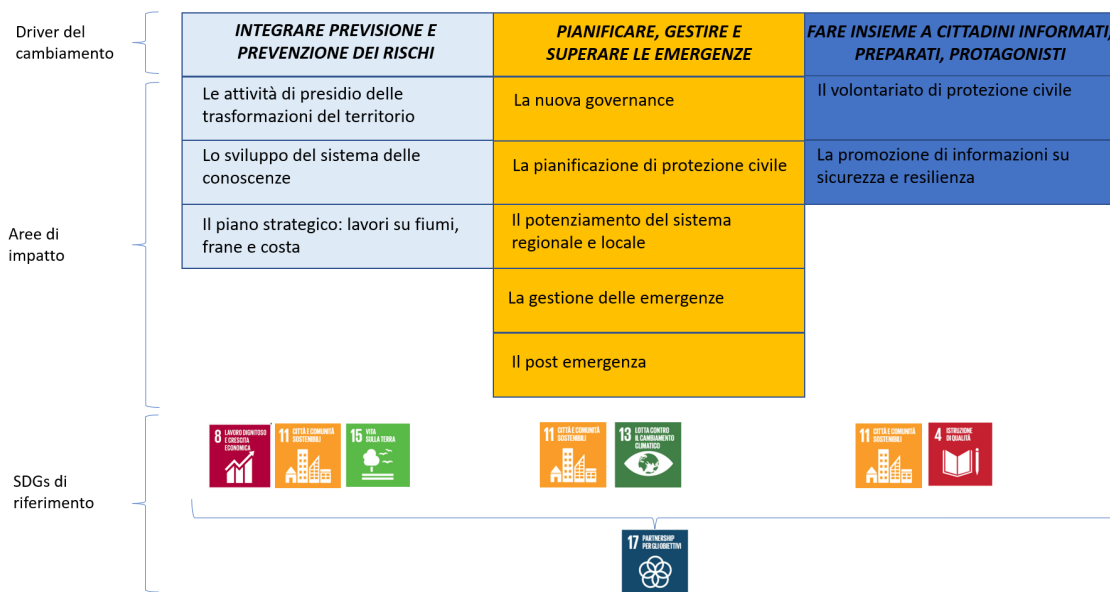 Driver del
cambiamento
INTEGRARE PREVISIONE E
PREVENZIONE DEI RISCHI
PIANIFICARE, GESTIRE E
SUPERARE LE EMERGENZE
FARE INSIEME A CITTADINI INFORMATI,
PREPARATI, PROTAGONISTI
Aree di
impatto
Le attività di presidio delle
trasformazioni del territorio
Lo sviluppo del sistema delle
conoscenze
Il piano strategico: lavori su fiumi,
frane e costa
La nuova governance
La pianificazione di protezione civile
Il potenziamento del sistema
regionale e locale
La gestione delle emergenze
Il post emergenza
Il volontariato di protezione civile
La promozione di informazioni su
sicurezza e resilienza
SDGs di
riferimento
8 LAVORO DIGNITOSO
E CRESCITA
ECONOMICA
11 CITTÀ E COMUNITÀ
SOSTENIBILI
15 VITA
SULLA TERRA
11 CITTÀ E COMUNITÀ
SOSTENIBILI
13 LOTTA CONTRO
IL CAMBIAMENTO
CLIMATICO
11 CITTÀ E COMUNITÀ
SOSTENIBILI
4 ISTRUZIONE
DI QUALITÀ
17 PARTNERSHIP
PER GLI OBIETTIVI